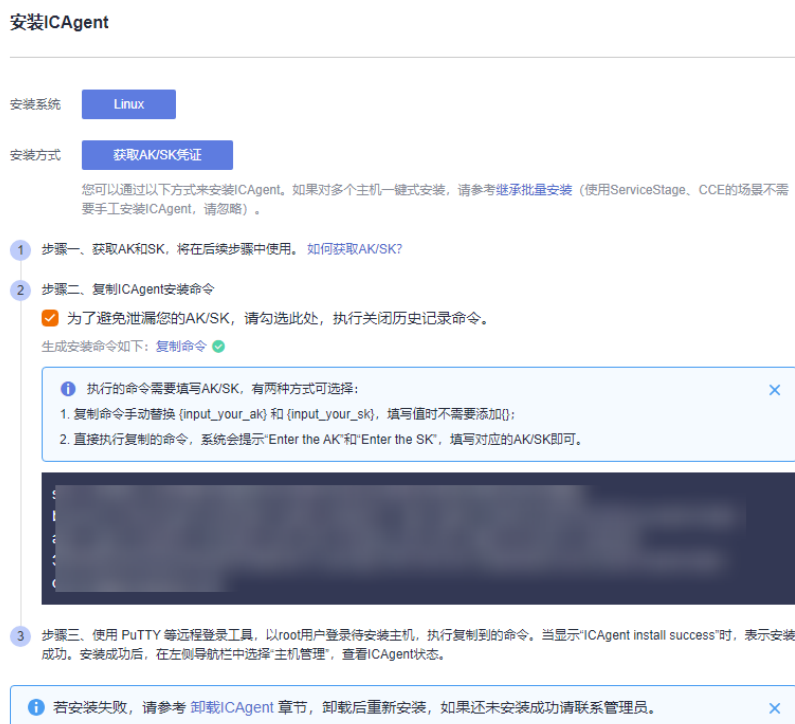 安装ICAgent
安装系统 Linux
安装方式 获取AK/SK凭证
您可以通过以下方式来安装ICAgent。如果对多个主机一键式安装，请参考继承批量安装（使用ServiceStage、CCE的场景不需
要手工安装ICAgent，请忽略）。
1 步骤一、获取AK和SK，将在后续步骤中使用。 如何获取AK/SK?
2 步骤二、复制ICAgent安装命令
为了避免泄漏您的AK/SK，请勾选此处，执行关闭历史记录命令。
生成安装命令如下：复制命令
执行的命令需要填写AK/SK，有两种方式可选择：
1. 复制命令手动替换 {input_your_ak} 和 {input_your_sk}，填写值时不需要添加{};
2. 直接执行复制的命令，系统会提示“Enter the AK”和“Enter the SK”，填写对应的AK/SK即可。
3 步骤三、使用 PuTTY 等远程登录工具，以root用户登录待安装主机，执行复制到的命令。当显示“ICAgent install success”时，表示安装
成功。安装成功后，在左侧导航栏中选择“主机管理”，查看ICAgent状态。
若安装失败，请参考 卸载ICAgent 章节，卸载后重新安装，如果还未安装成功请联系管理员。